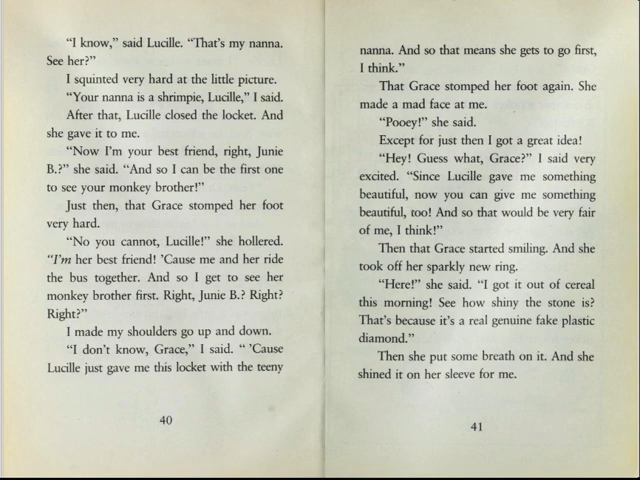 "I know," said Lucille. "That's my nanna.
See her?"
I squinted very hard at the little picture.
"Your nanna is a shrimpie, Lucille," I said.
After that, Lucille closed the locket. And
she gave it to me.
"Now I'm your best friend, right, Junie
B.?" she said. "And so I can be the first one
to see your monkey brother!"
Just then, that Grace stomped her foot
very hard.
"No you cannot, Lucille!" she hollered.
"I'm her best friend! 'Cause me and her ride
the bus together. And so I get to see her
monkey brother first. Right, Junie B.? Right?
Right?"
I made my shoulders go up and down.
"I don't know, Grace," I said. " 'Cause
Lucille just gave me this locket with the teeny
40
nanna. And so that means she gets to go first,
I think."
That Grace stomped her foot again. She
made a mad face at me.
"Pooey!" she said.
Except for just then I got a great idea!
"Hey! Guess what, Grace?" I said very
excited. "Since Lucille gave me something
beautiful, now you can give me something
beautiful, too! And so that would be very fair
of me, I think!"
Then that Grace started smiling. And she
took off her sparkly new ring.
"Here!" she said. "I got it out of cereal
this morning! See how shiny the stone is?
That's because it's a real genuine fake plastic
diamond."
Then she put some breath on it. And she
shined it on her sleeve for me.
41